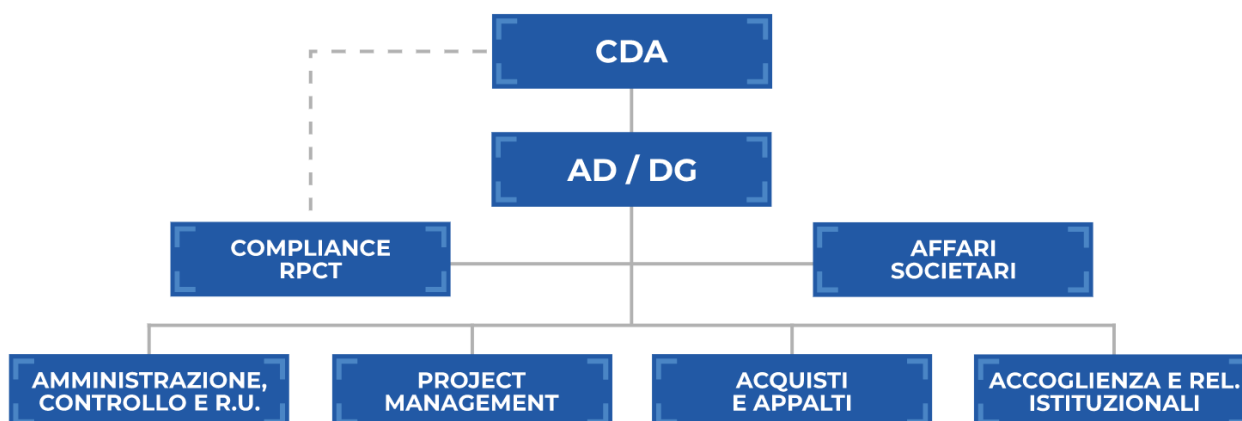 CDA
AD / DG
COMPLIANCE
RPCT
AFFARI
SOCIETARI
AMMINISTRAZIONE,
CONTROLLO E R.U.
PROJECT
MANAGEMENT
ACQUISTI
E APPALTI
ACCOGLIENZA E REL.
ISTITUZIONALI